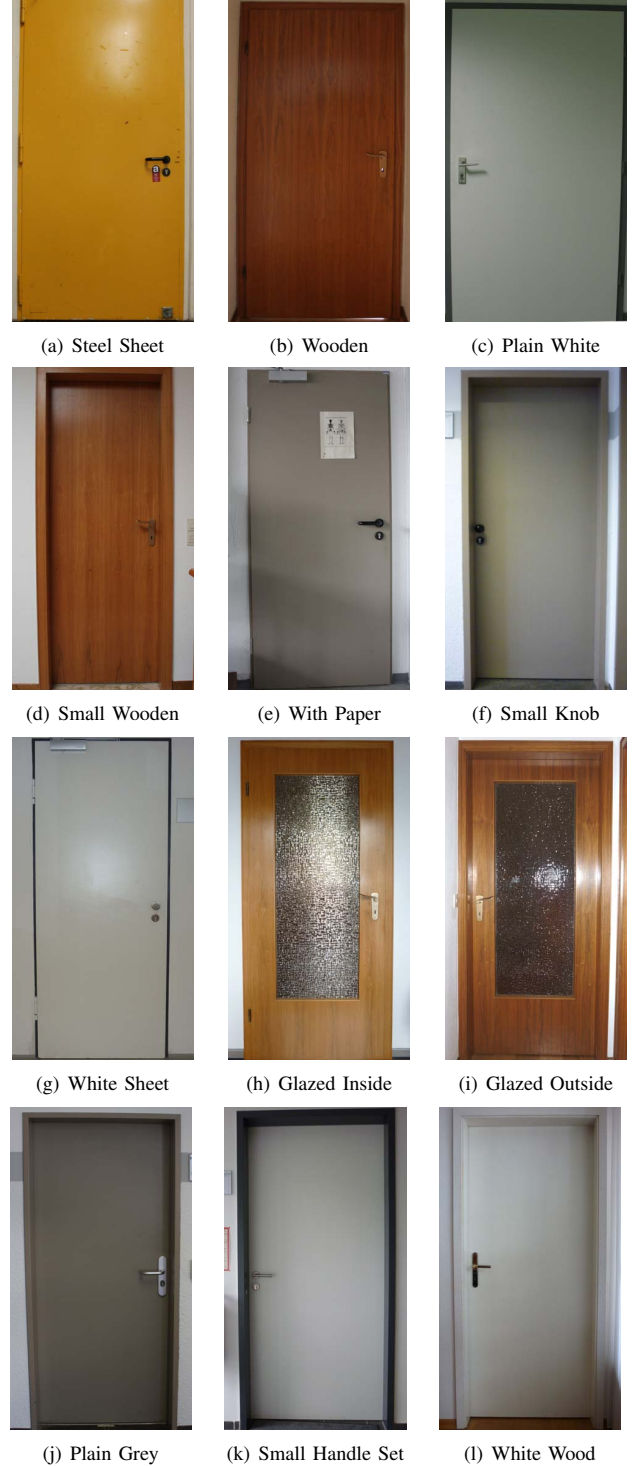 (a) Steel Sheet
(b) Wooden
(c) Plain White
(d) Small Wooden
(e) With Paper
(f) Small Knob
(g) White Sheet
(h) Glazed Inside
(i) Glazed Outside
(j) Plain Grey
(k) Small Handle Set
(l) White Wood